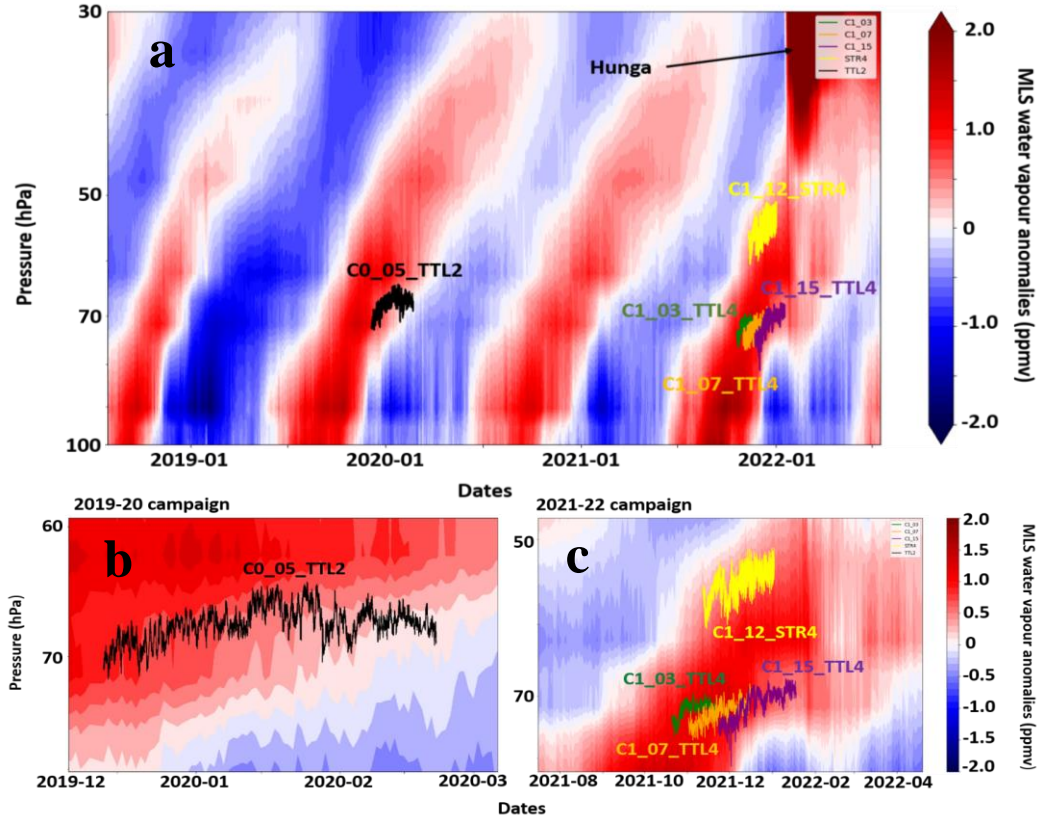 a
30
50
70
100
Pressure (hPa)
Hunga
C1_03
C1_07
C1_15
STR4
TTL2
C1_12_STR4
C0_05_TTL2
C1_15_TTL4
C1_03_TTL4
C1_07_TTL4
2019-01
2020-01
2021-01
2022-01
Dates
2.0
1.0
0
-1.0
-2.0
MLS water vapour anomalies (ppmv)
2019-20 campaign
b
60
70
Pressure (hPa)
C0_05_TTL2
2019-12
2020-01
2020-02
2020-03
2021-22 campaign
c
50
70
C1_03
C1_07
C1_15
STR4
TTL2
C1_12_STR4
C1_15_TTL4
C1_03_TTL4
C1_07_TTL4
2021-08
2021-10
2021-12
2022-02
2022-04
Dates
2.0
1.5
1.0
0.5
0
-0.5
-1.0
-1.5
-2.0
MLS water vapour anomalies (ppmv)